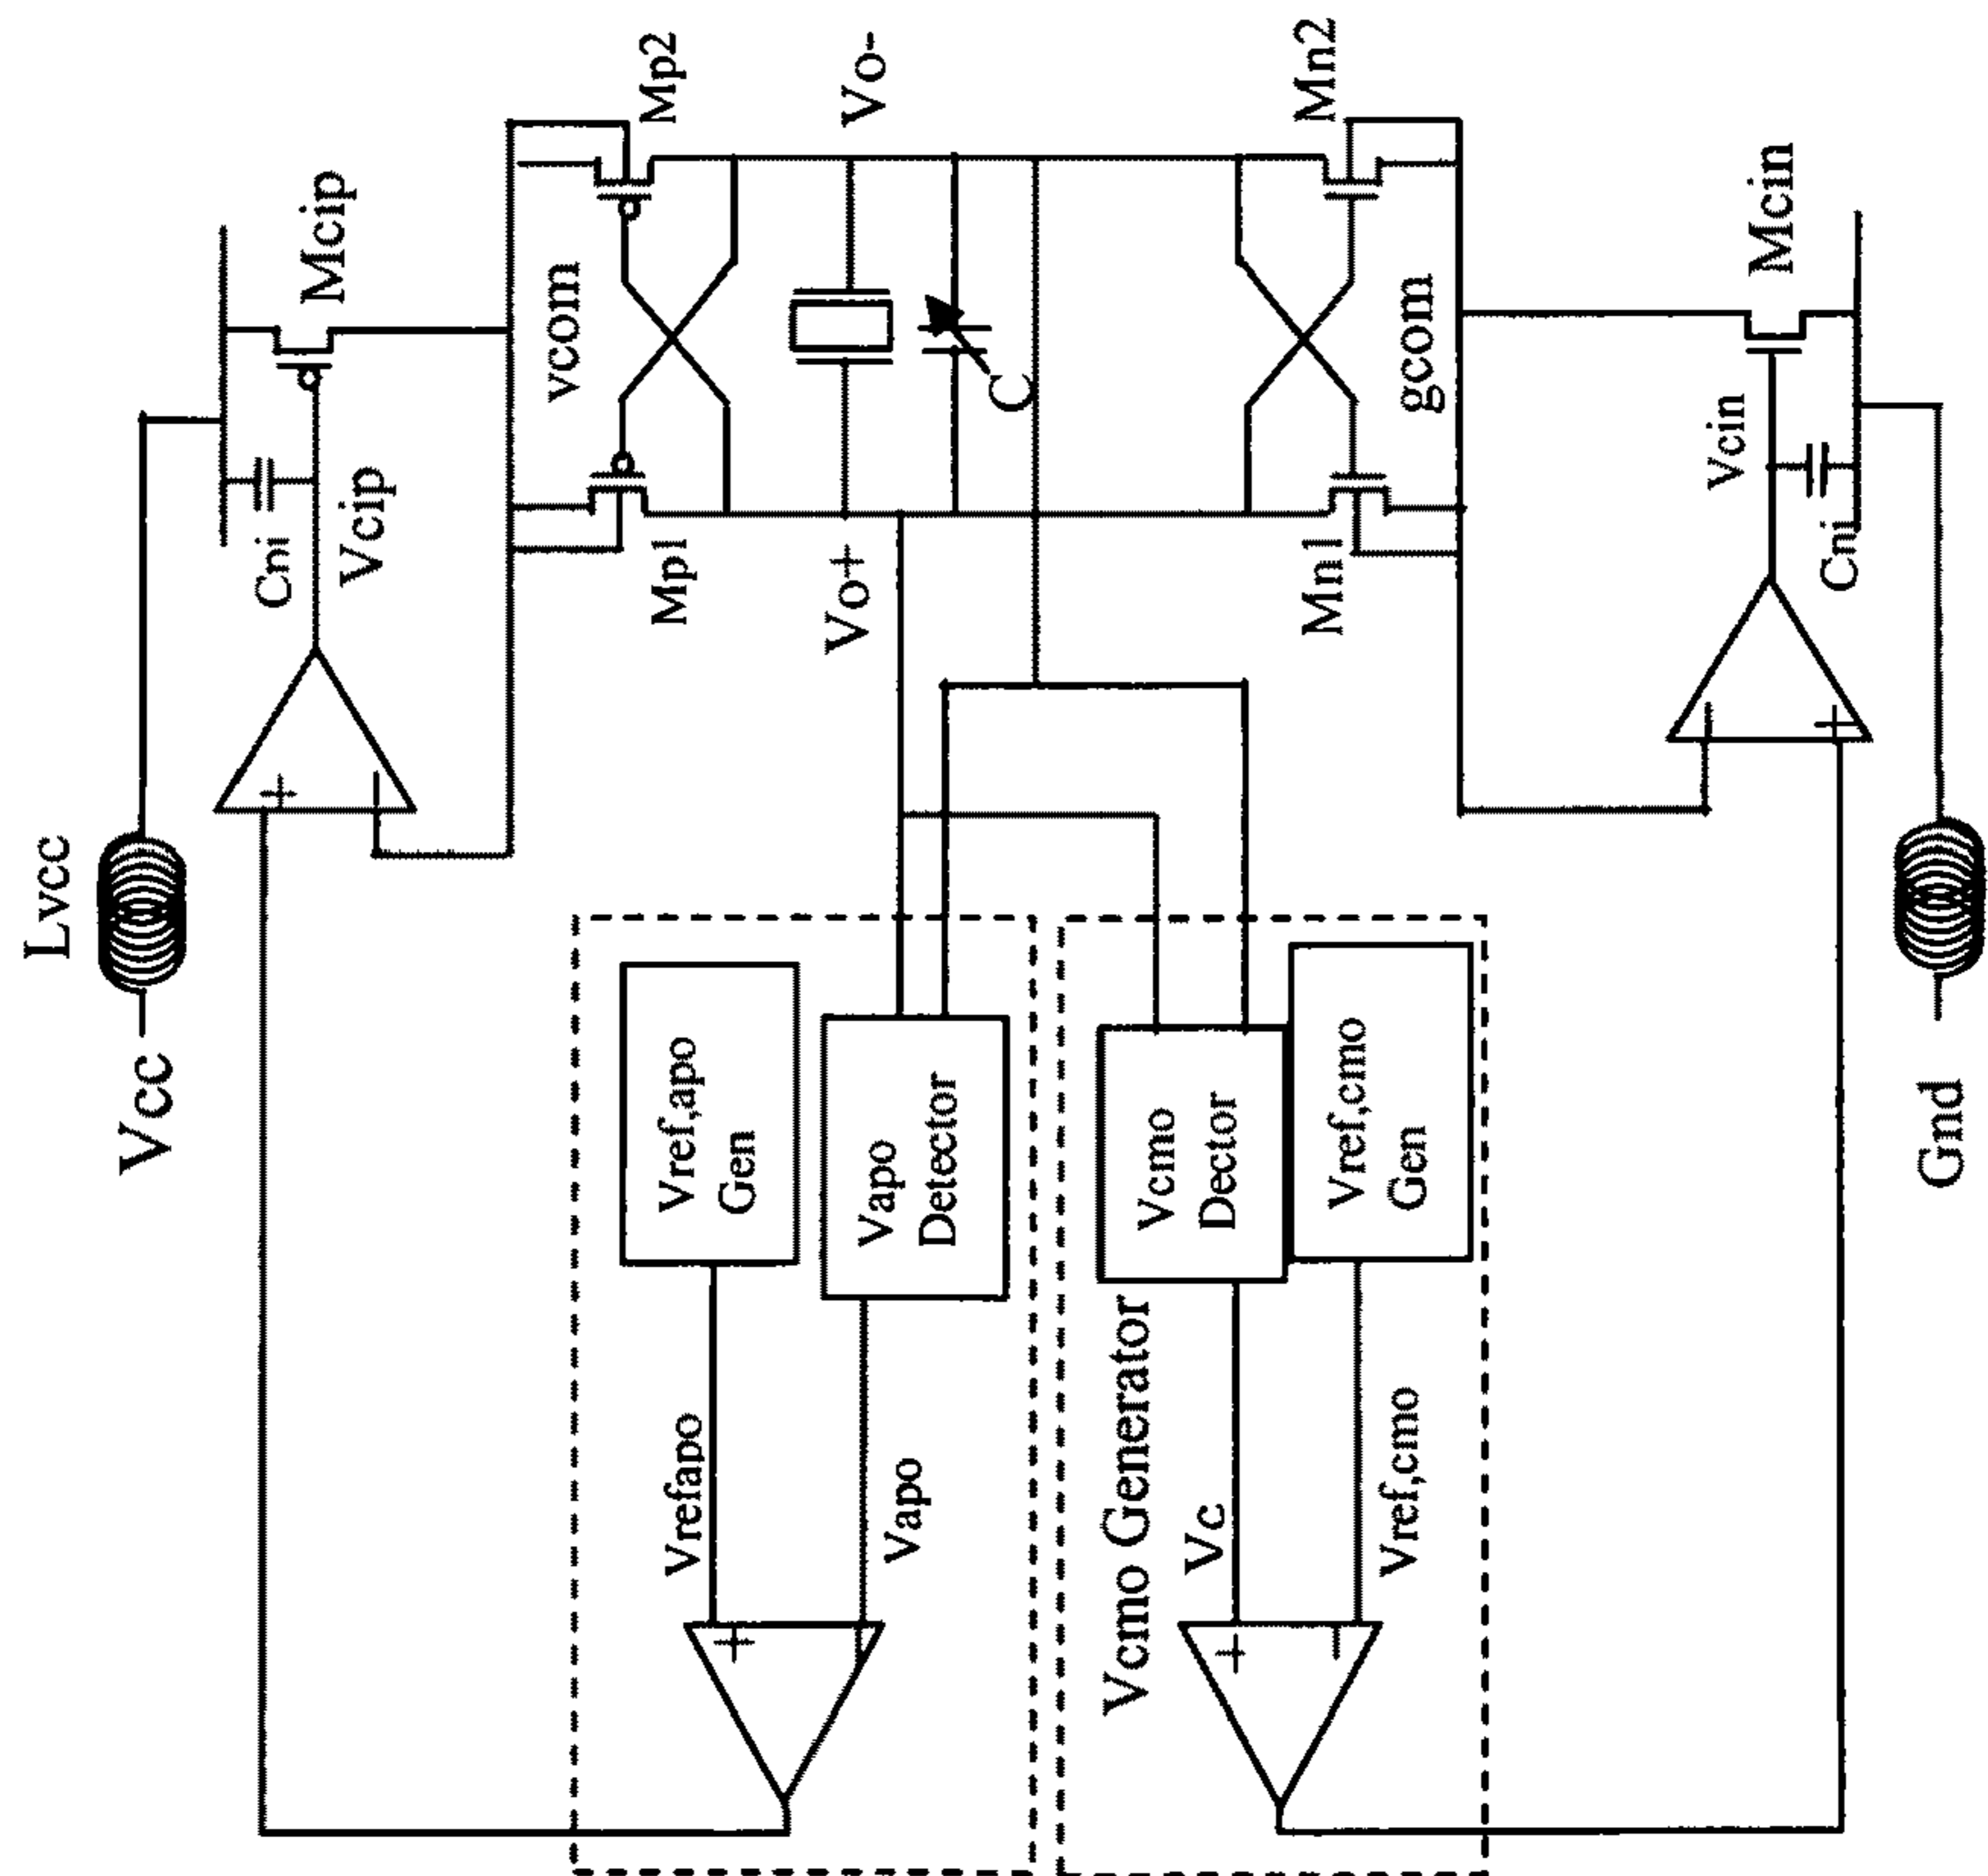 Lvcc
Vcc
Cni
Vcip
Mcip
Mp1
vcom
Mp2
Vo+
Vo-
C
Mn1
gcom
Mn2
Vcin
Cni
Mcin
Gnd
Vref,apo
Gen
Vapo
Detector
Vcmo
Dector
Vref,cmo
Gen
Vrefapo
Vapo
Vcmo Generator
Vc
Vref,cmo
+
−
+
−
+
−
−
+